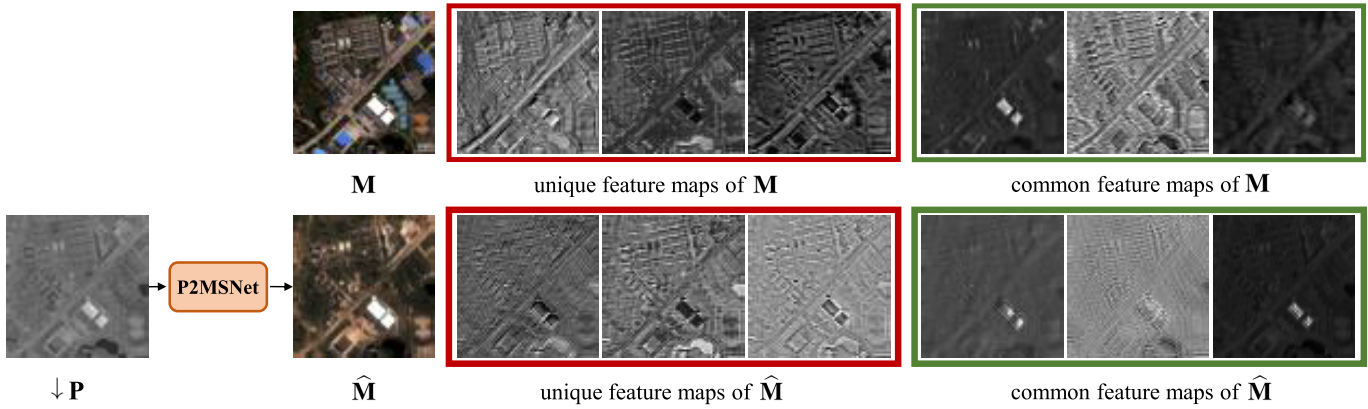 M
unique feature maps of M
common feature maps of M
P2MSNet
↓ P
M̂
unique feature maps of M̂
common feature maps of M̂